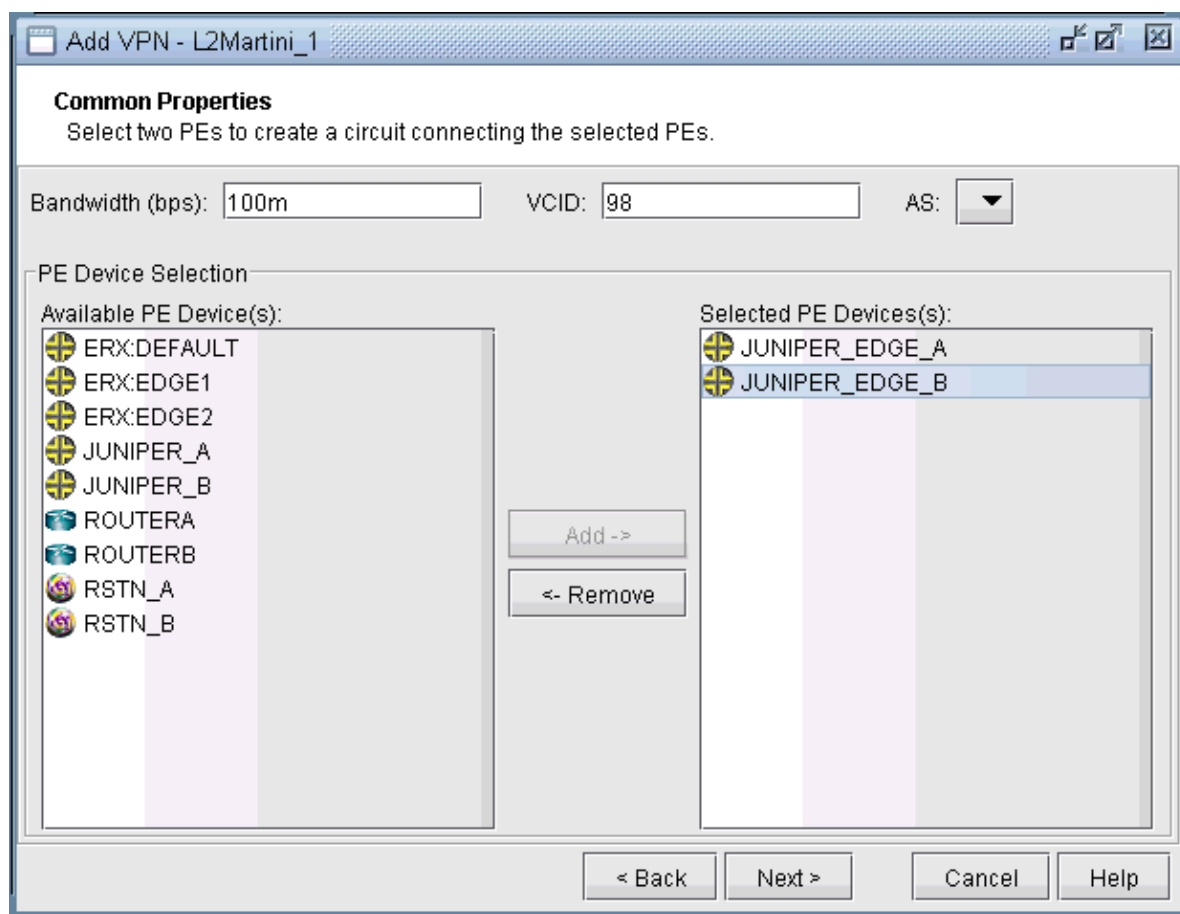 Add VPN - L2Martini_1
Common Properties
Select two PEs to create a circuit connecting the selected PEs.
Bandwidth (bps): 100m VCID: 98 AS:
PE Device Selection
Available PE Device(s): Selected PE Devices(s):
ERX:DEFAULT JUNIPER_EDGE_A
ERX:EDGE1 JUNIPER_EDGE_B
ERX:EDGE2
JUNIPER_A
JUNIPER_B
ROUTERA
ROUTERB
RSTN_A
RSTN_B
Add ->
<- Remove
< Back Next > Cancel Help